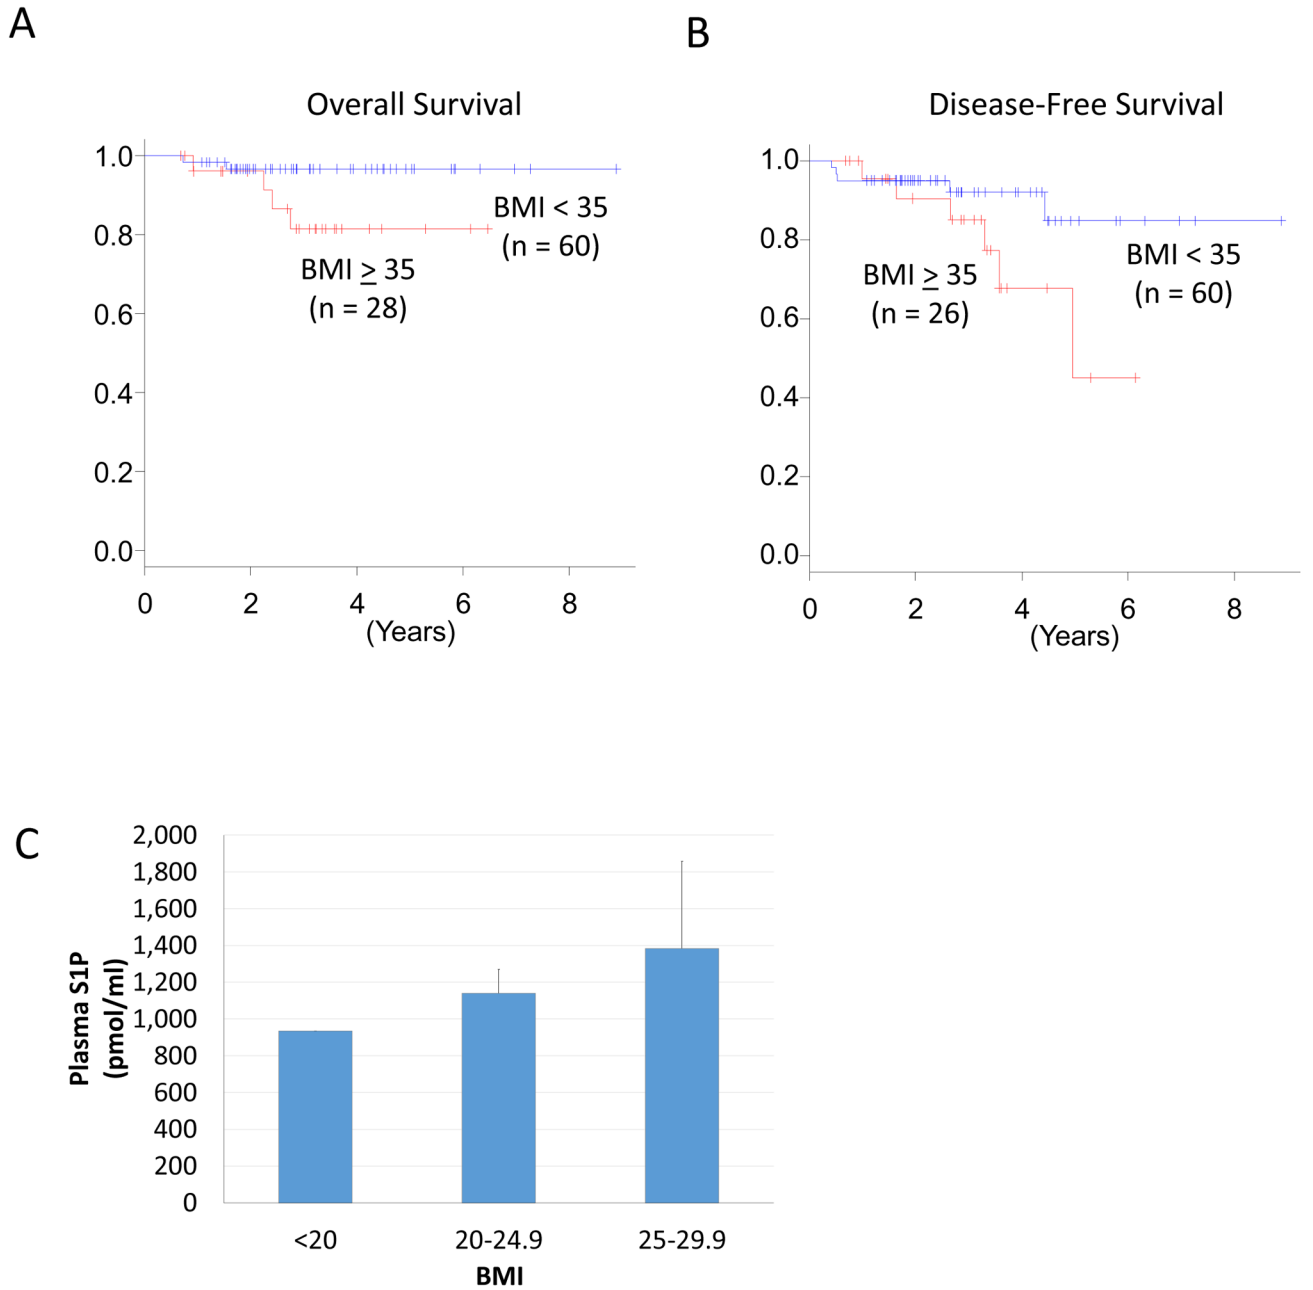 A
Overall Survival
1.0
0.8
0.6
0.4
0.2
0.0
BMI < 35
(n = 60)
BMI ≥ 35
(n = 28)
0 2 4 6 8
(Years)
B
Disease-Free Survival
1.0
0.8
0.6
0.4
0.2
0.0
BMI < 35
(n = 60)
BMI ≥ 35
(n = 26)
0 2 4 6 8
(Years)
C
Plasma S1P
(pmol/ml)
2,000
1,800
1,600
1,400
1,200
1,000
800
600
400
200
0
<20 20-24.9 25-29.9
BMI